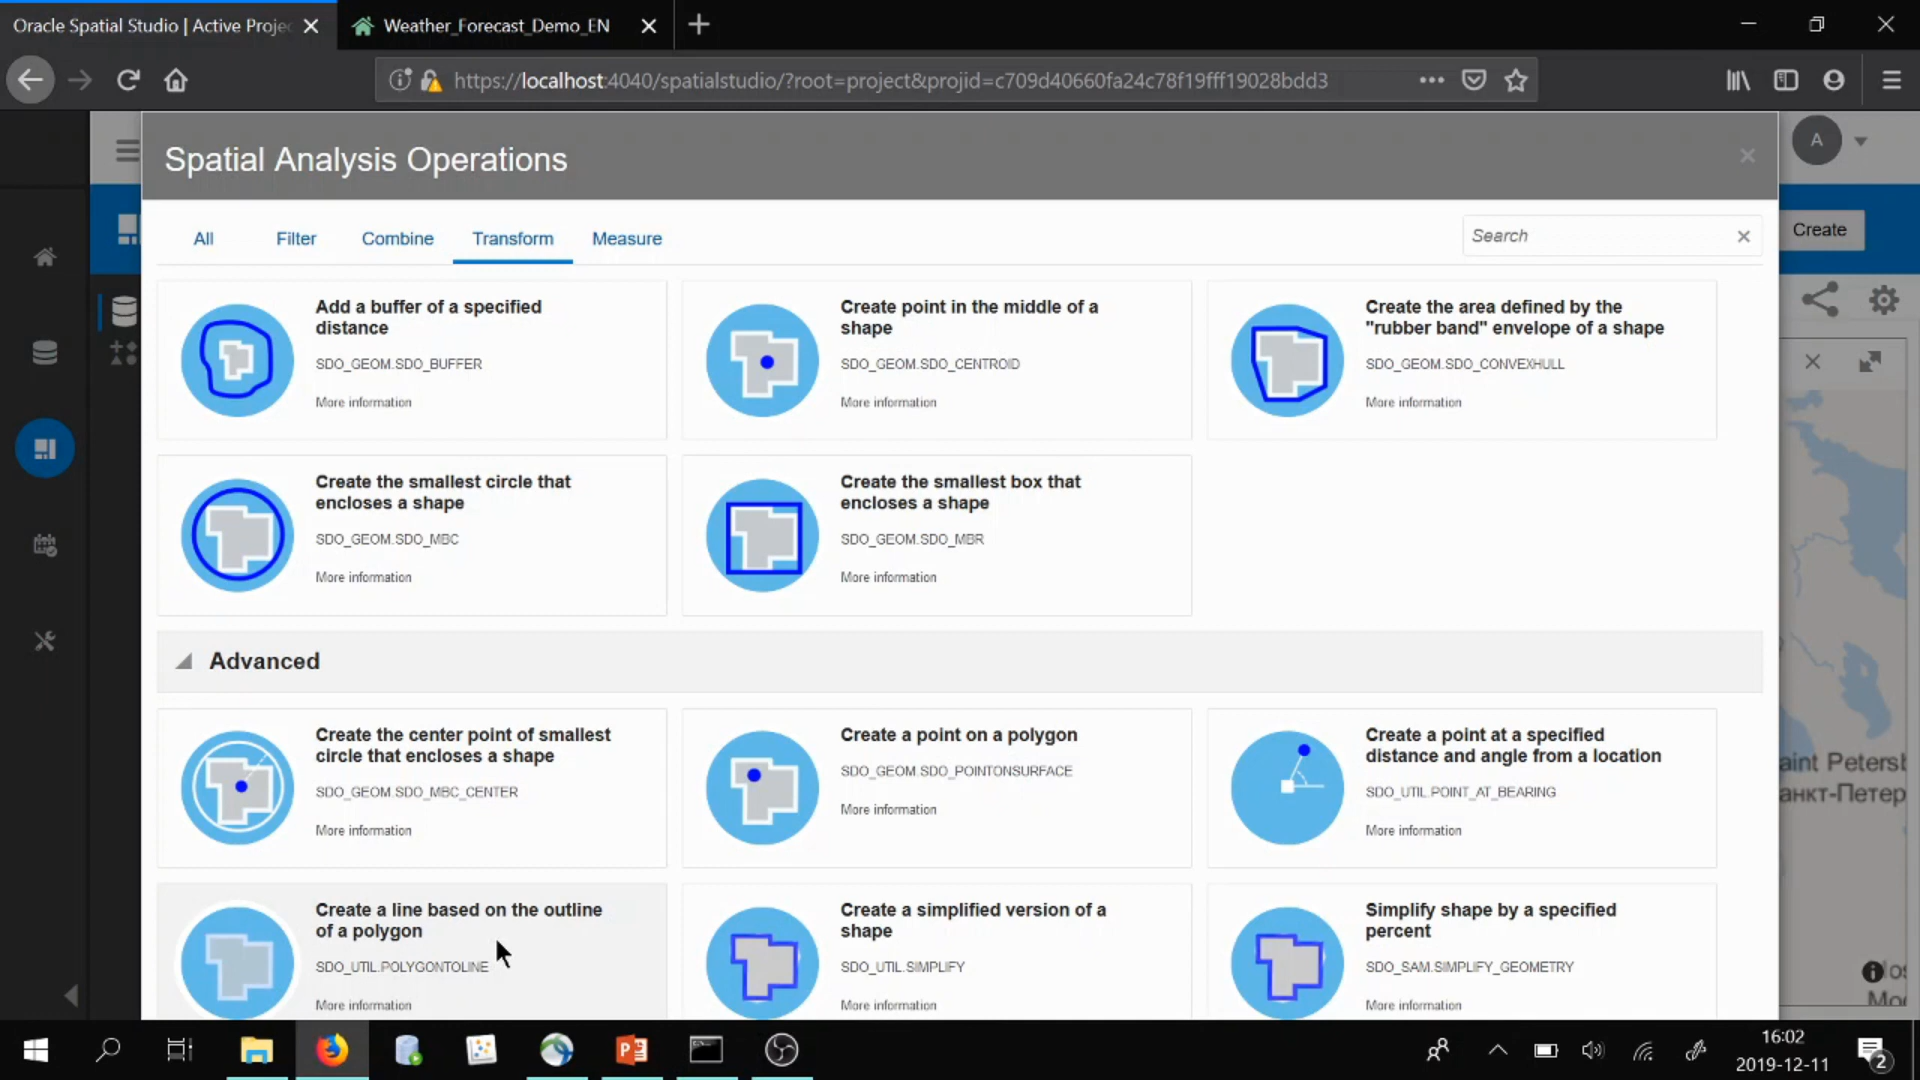 Oracle Spatial Studio | Active Proje
Weather_Forecast_Demo_EN
https://localhost:4040/spatialstudio/?root=project&projid=c709d40660fa24c78f19fff19028bdd3
Spatial Analysis Operations
A
All
Filter
Combine
Transform
Measure
Search
Create
Add a buffer of a specified
distance
SDO_GEOM.SDO_BUFFER
More information
Create point in the middle of a
shape
SDO_GEOM.SDO_CENTROID
More information
Create the area defined by the
"rubber band" envelope of a shape
SDO_GEOM.SDO_CONVEXHULL
More information
Create the smallest circle that
encloses a shape
SDO_GEOM.SDO_MBC
More information
Create the smallest box that
encloses a shape
SDO_GEOM.SDO_MBR
More information
Advanced
Create the center point of smallest
circle that encloses a shape
SDO_GEOM.SDO_MBC_CENTER
More information
Create a point on a polygon
SDO_GEOM.SDO_POINTONSURFACE
More information
Create a point at a specified
distance and angle from a location
SDO_UTIL.POINT_AT_BEARING
More information
aint Petersl
анкт-Петер
Create a line based on the outline
of a polygon
SDO_UTIL.POLYGONTOLINE
More information
Create a simplified version of a
shape
SDO_UTIL.SIMPLIFY
More information
Simplify shape by a specified
percent
SDO_SAM.SIMPLIFY_GEOMETRY
More information
16:02
2019-12-11
2